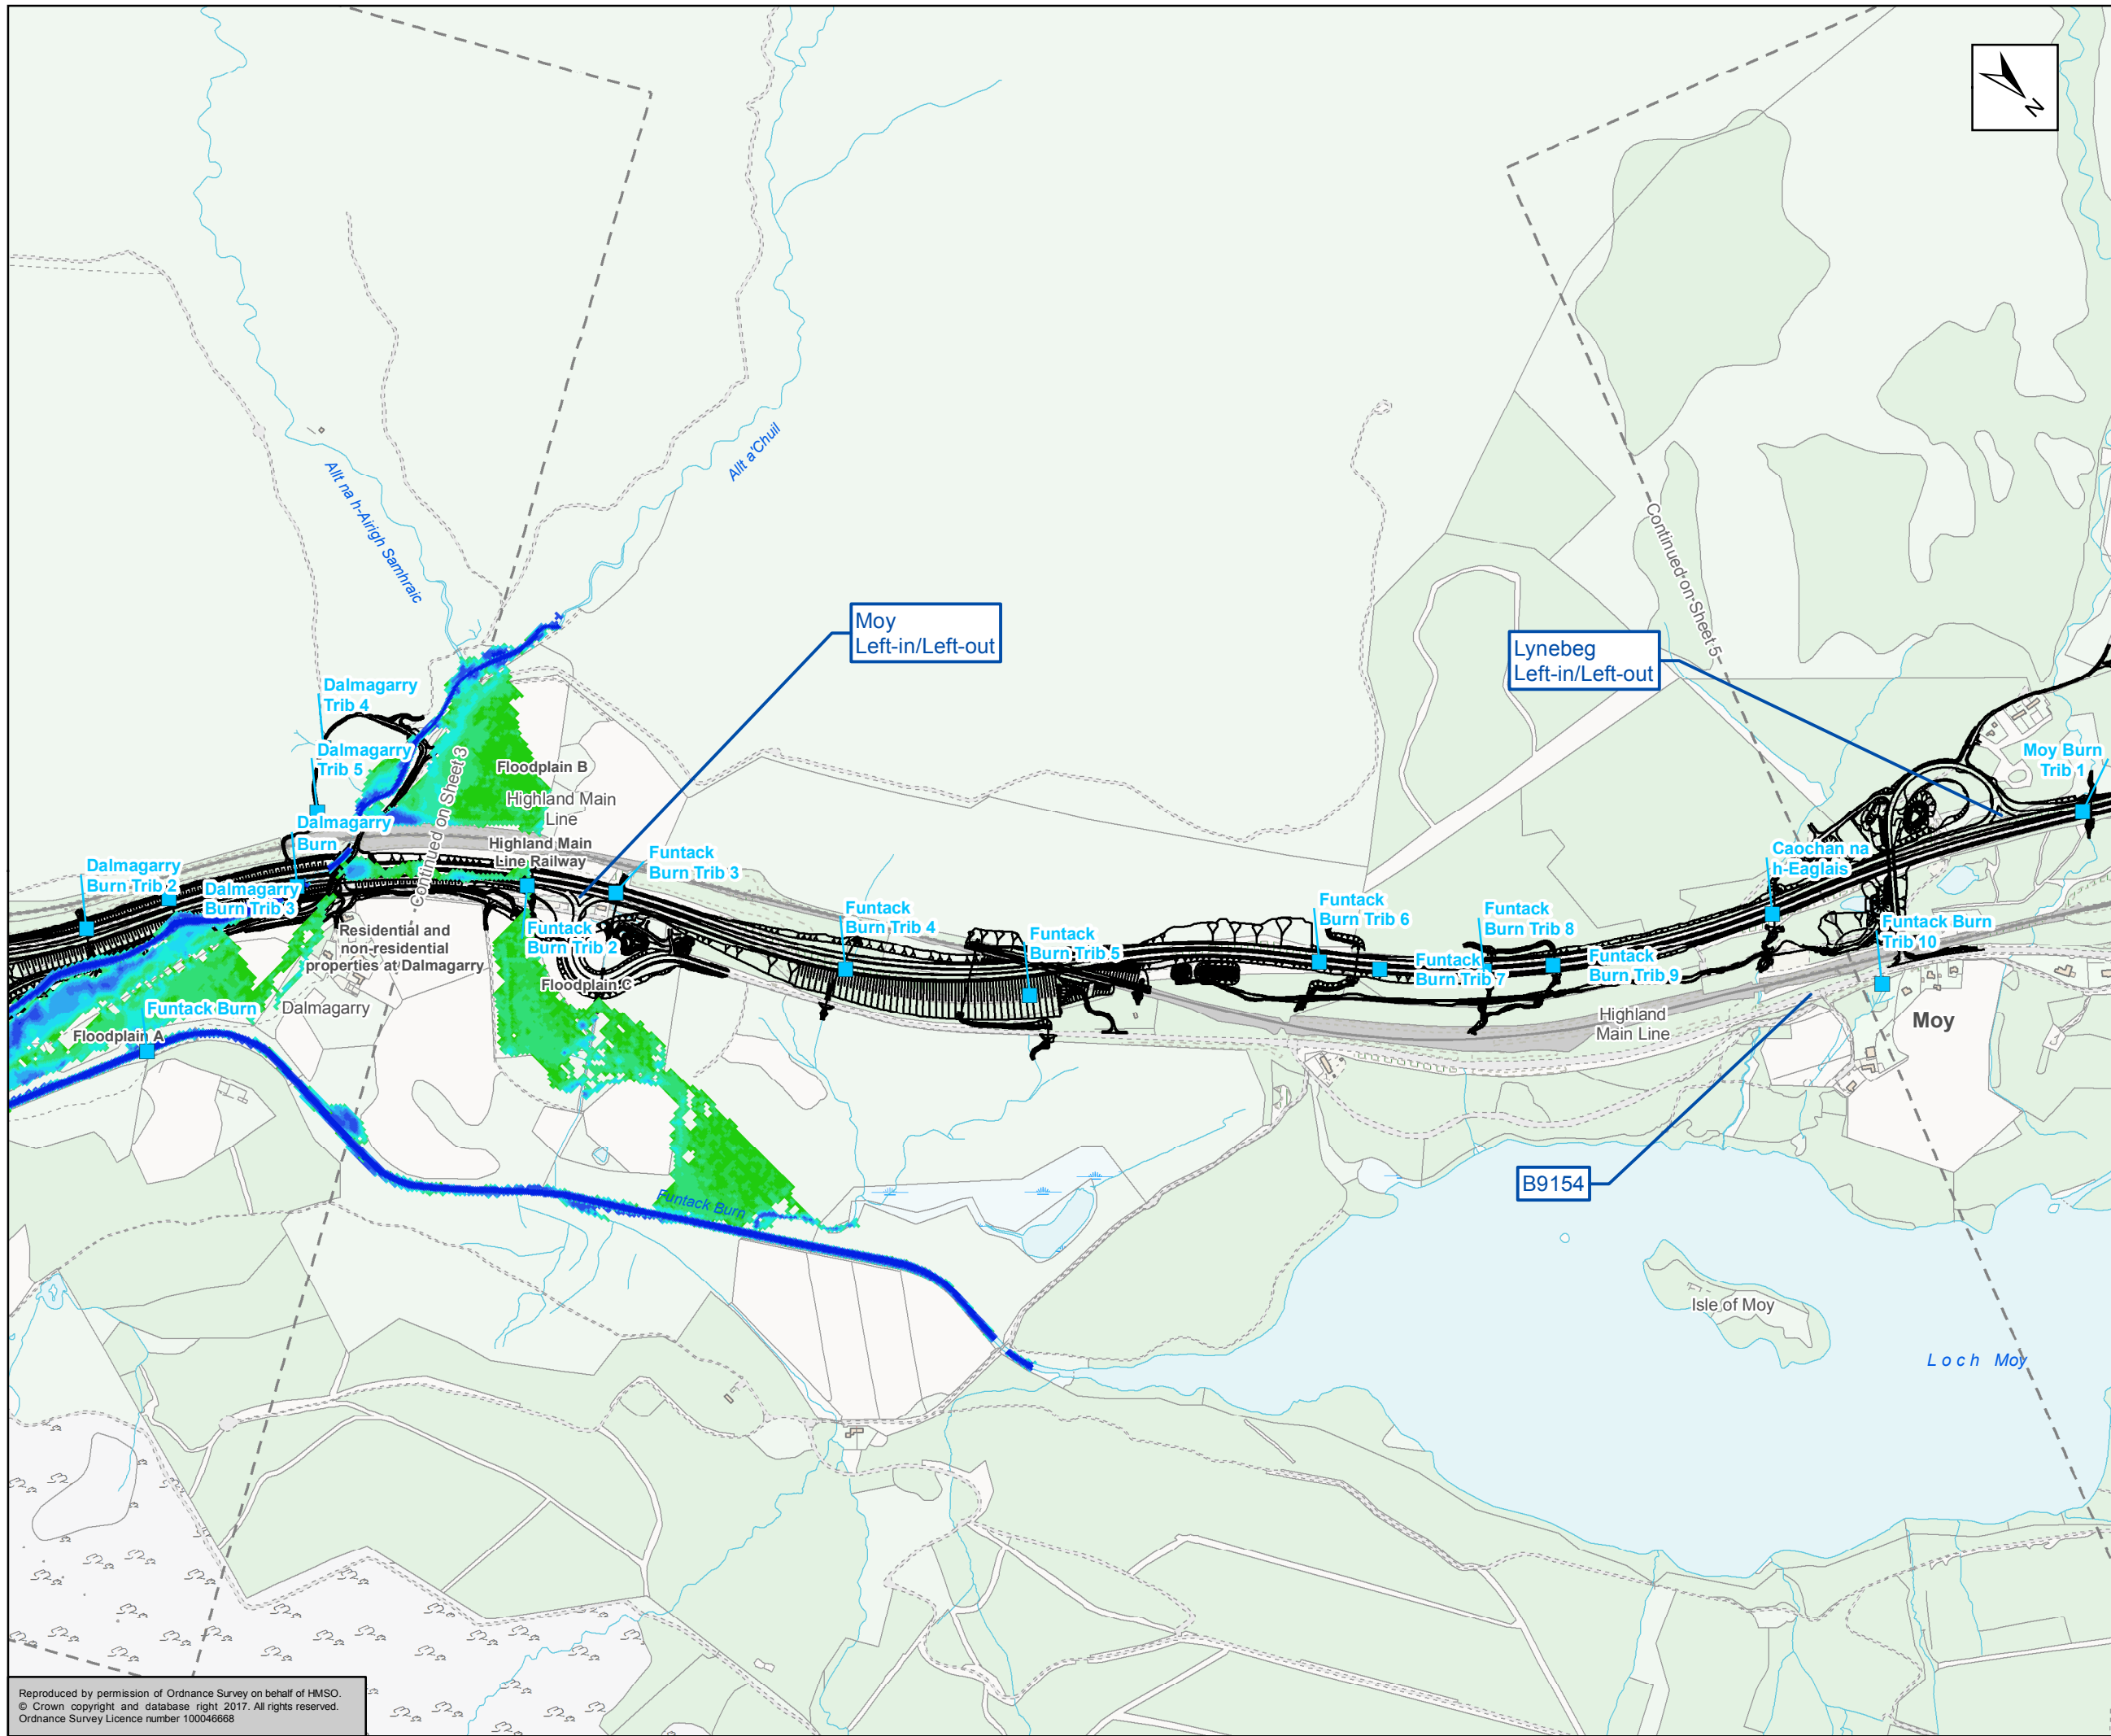 N
Allt a'Chuil
Allt na h-Airigh Samhraic
Continued on Sheet 5
Moy
Left-in/Left-out
Lynebeg
Left-in/Left-out
Dalmagarry
Trib 4
Dalmagarry
Trib 5
Continued on Sheet 3
Floodplain B
Highland Main
Line
Moy Burn
Trib 1
Dalmagarry
Burn
Highland Main
Line Railway
Funtack
Burn Trib 3
Caochan na
h-Eaglais
Dalmagarry
Burn Trib 2
Dalmagarry
Burn Trib 3
Funtack
Burn Trib 2
Funtack
Burn Trib 4
Funtack
Burn Trib 5
Funtack
Burn Trib 6
Funtack
Burn Trib 8
Funtack
Burn Trib 7
Funtack
Burn Trib 9
Funtack Burn
Trib 10
Residential and
non-residential
properties at Dalmagarry
Floodplain C
Funtack Burn
Dalmagarry
Floodplain A
Highland
Main Line
Moy
B9154
Funtack Burn
Isle of Moy
Loch Moy
Reproduced by permission of Ordnance Survey on behalf of HMSO.
© Crown copyright and database right 2017. All rights reserved.
Ordnance Survey Licence number 100046668